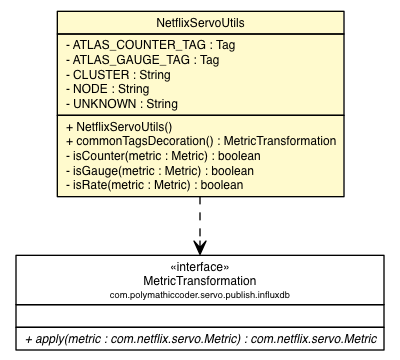 NetflixServoUtils
- ATLAS_COUNTER_TAG : Tag
- ATLAS_GAUGE_TAG : Tag
- CLUSTER : String
- NODE : String
- UNKNOWN : String
+ NetflixServoUtils()
+ commonTagsDecoration() : MetricTransformation
- isCounter(metric : Metric) : boolean
- isGauge(metric : Metric) : boolean
- isRate(metric : Metric) : boolean
«interface»
MetricTransformation
com.polymathiccoder.servo.publish.influxdb
+ apply(metric : com.netflix.servo.Metric) : com.netflix.servo.Metric